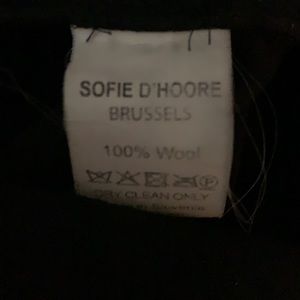 SOFIE D'HOORE
BRUSSELS
100% Wool
DRY CLEAN ONLY